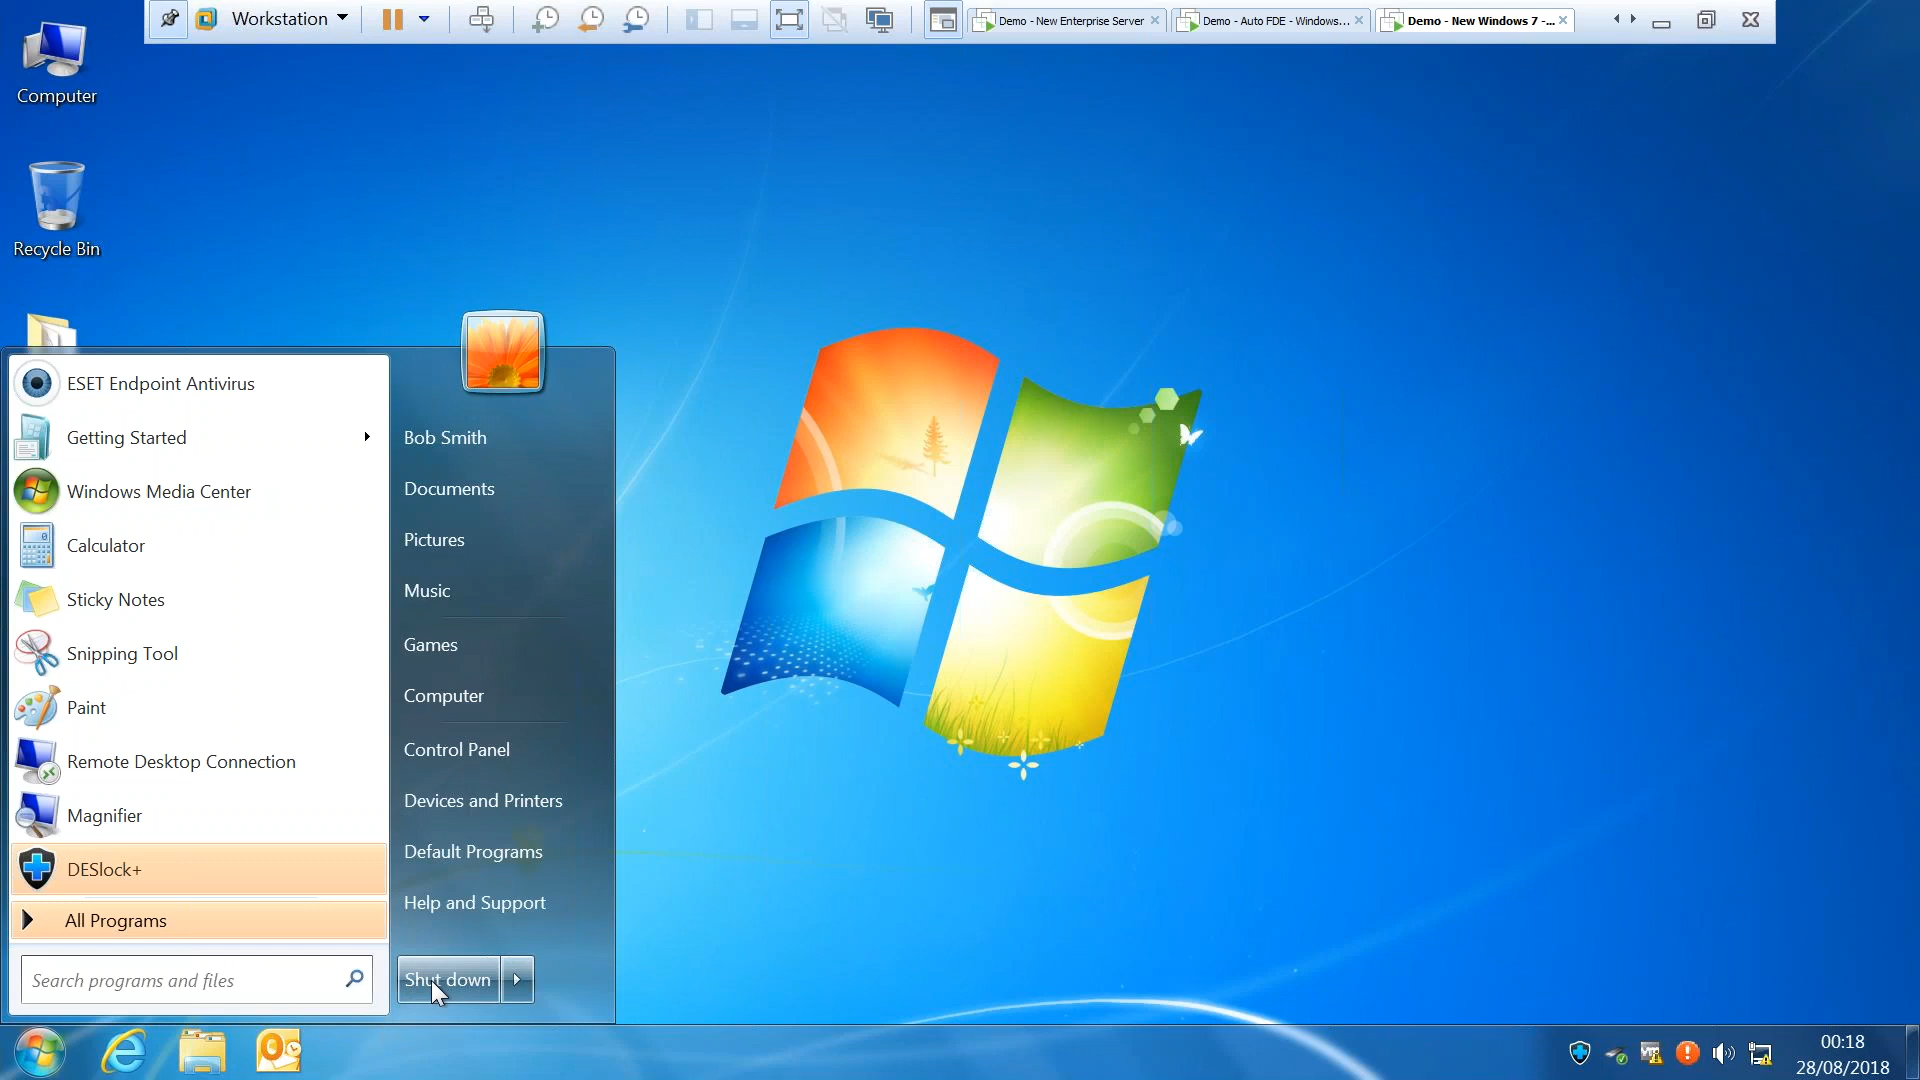 Workstation
Demo - New Enterprise Server
Demo - Auto FDE - Windows...
Demo - New Windows 7 -...
Computer
Recycle Bin
ESET Endpoint Antivirus
Getting Started
Windows Media Center
Calculator
Sticky Notes
Snipping Tool
Paint
Remote Desktop Connection
Magnifier
DESlock+
All Programs
Search programs and files
Bob Smith
Documents
Pictures
Music
Games
Computer
Control Panel
Devices and Printers
Default Programs
Help and Support
Shut down
00:18
28/08/2018